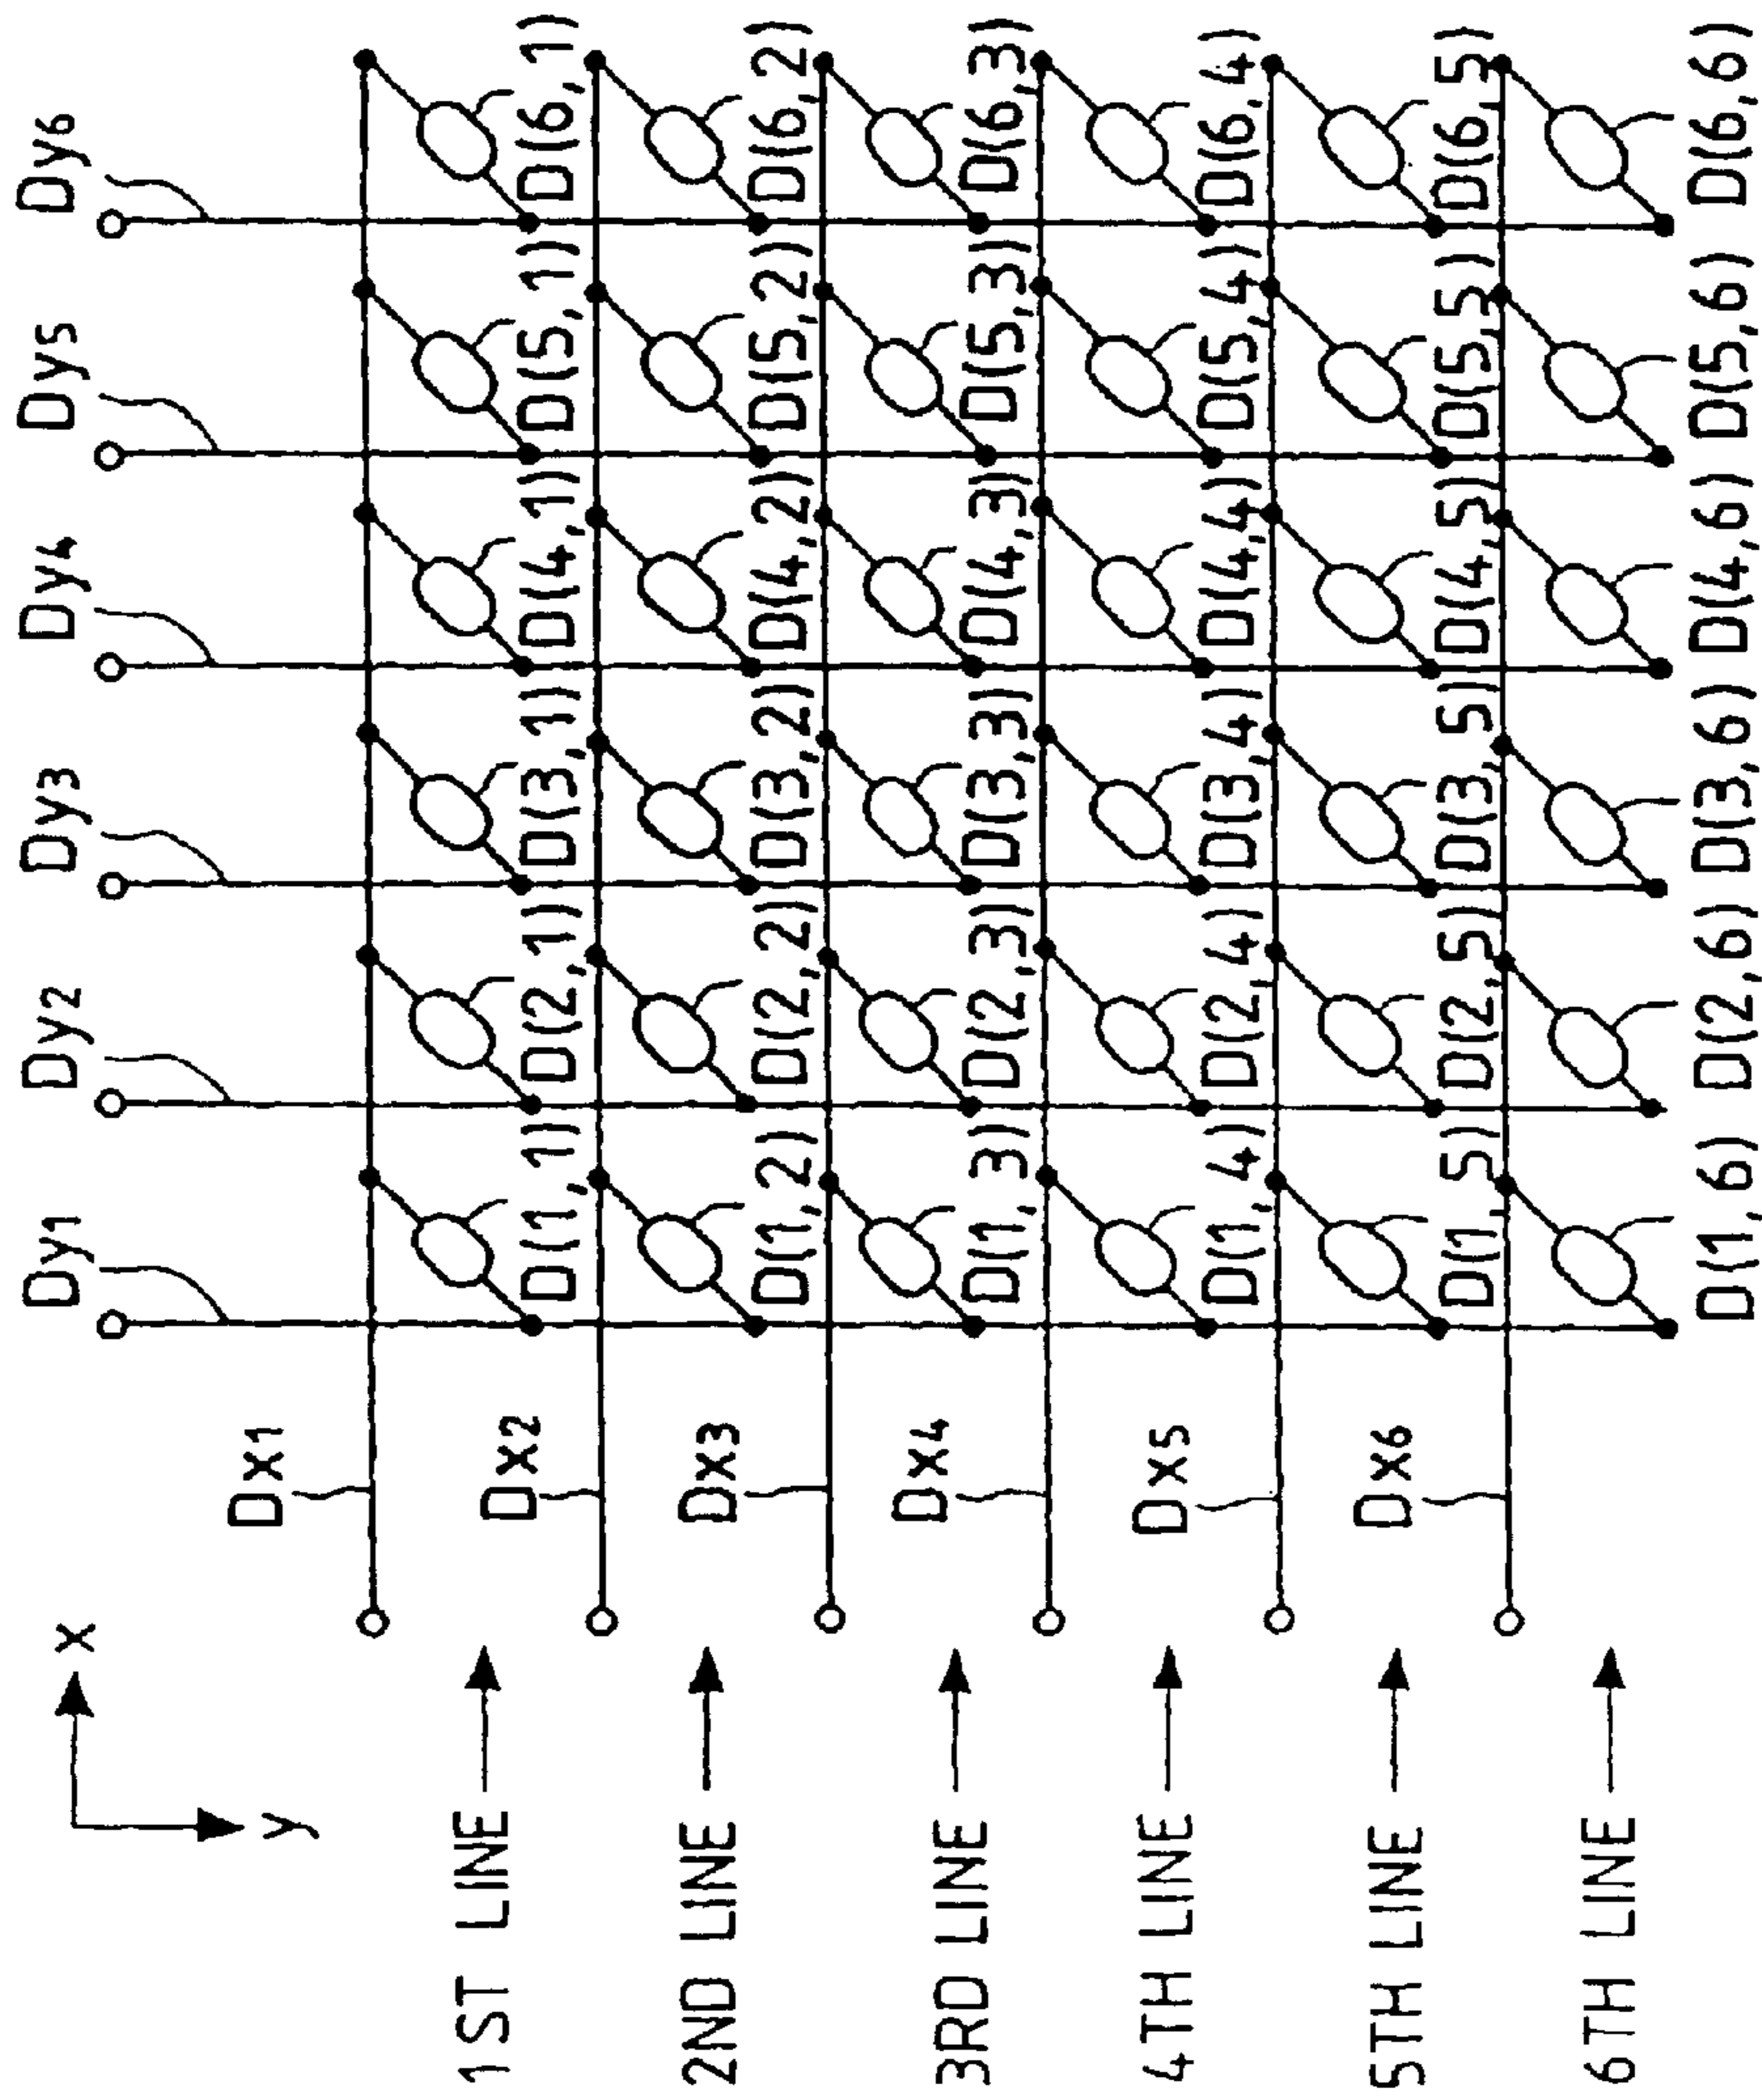 x
y
Dy1 Dy2 Dy3 Dy4 Dy5 Dy6
Dx1
1ST LINE
D(1,1) D(2,1) D(3,1) D(4,1) D(5,1) D(6,1)
Dx2
2ND LINE
D(1,2) D(2,2) D(3,2) D(4,2) D(5,2) D(6,2)
Dx3
3RD LINE
D(1,3) D(2,3) D(3,3) D(4,3) D(5,3) D(6,3)
Dx4
4TH LINE
D(1,4) D(2,4) D(3,4) D(4,4) D(5,4) D(6,4)
Dx5
5TH LINE
D(1,5) D(2,5) D(3,5) D(4,5) D(5,5) D(6,5)
Dx6
6TH LINE
D(1,6) D(2,6) D(3,6) D(4,6) D(5,6) D(6,6)